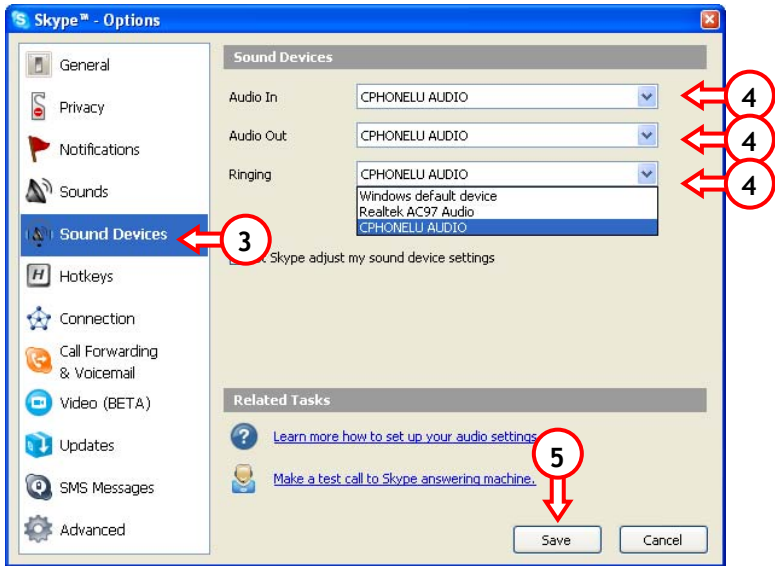 Skype™ - Options
General
Privacy
Notifications
Sounds
Sound Devices
3
Hotkeys
Connection
Call Forwarding
& Voicemail
Video (BETA)
Updates
SMS Messages
Advanced
Sound Devices
Audio In
CPHONELU AUDIO
4
Audio Out
CPHONELU AUDIO
4
Ringing
CPHONELU AUDIO
4
Windows default device
Realtek AC97 Audio
CPHONELU AUDIO
Skype adjust my sound device settings
Related Tasks
Learn more how to set up your audio settings
5
Make a test call to Skype answering machine.
Save
Cancel